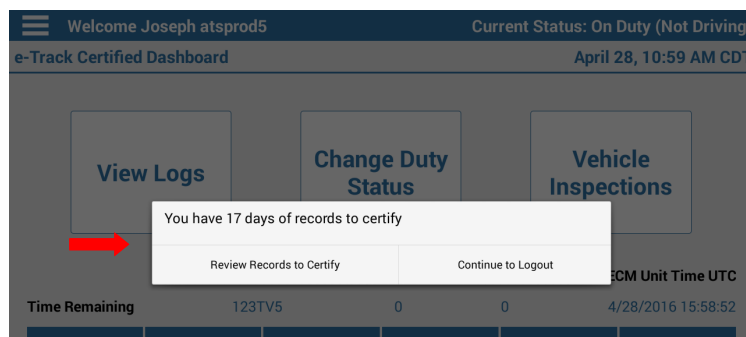 Welcome Joseph atsprod5 Current Status: On Duty (Not Driving
e-Track Certified Dashboard April 28, 10:59 AM CDT
View Logs
Change Duty
Status
Vehicle
Inspections
You have 17 days of records to certify
Review Records to Certify Continue to Logout
ECM Unit Time UTC
Time Remaining 123TV5 0 0 4/28/2016 15:58:52